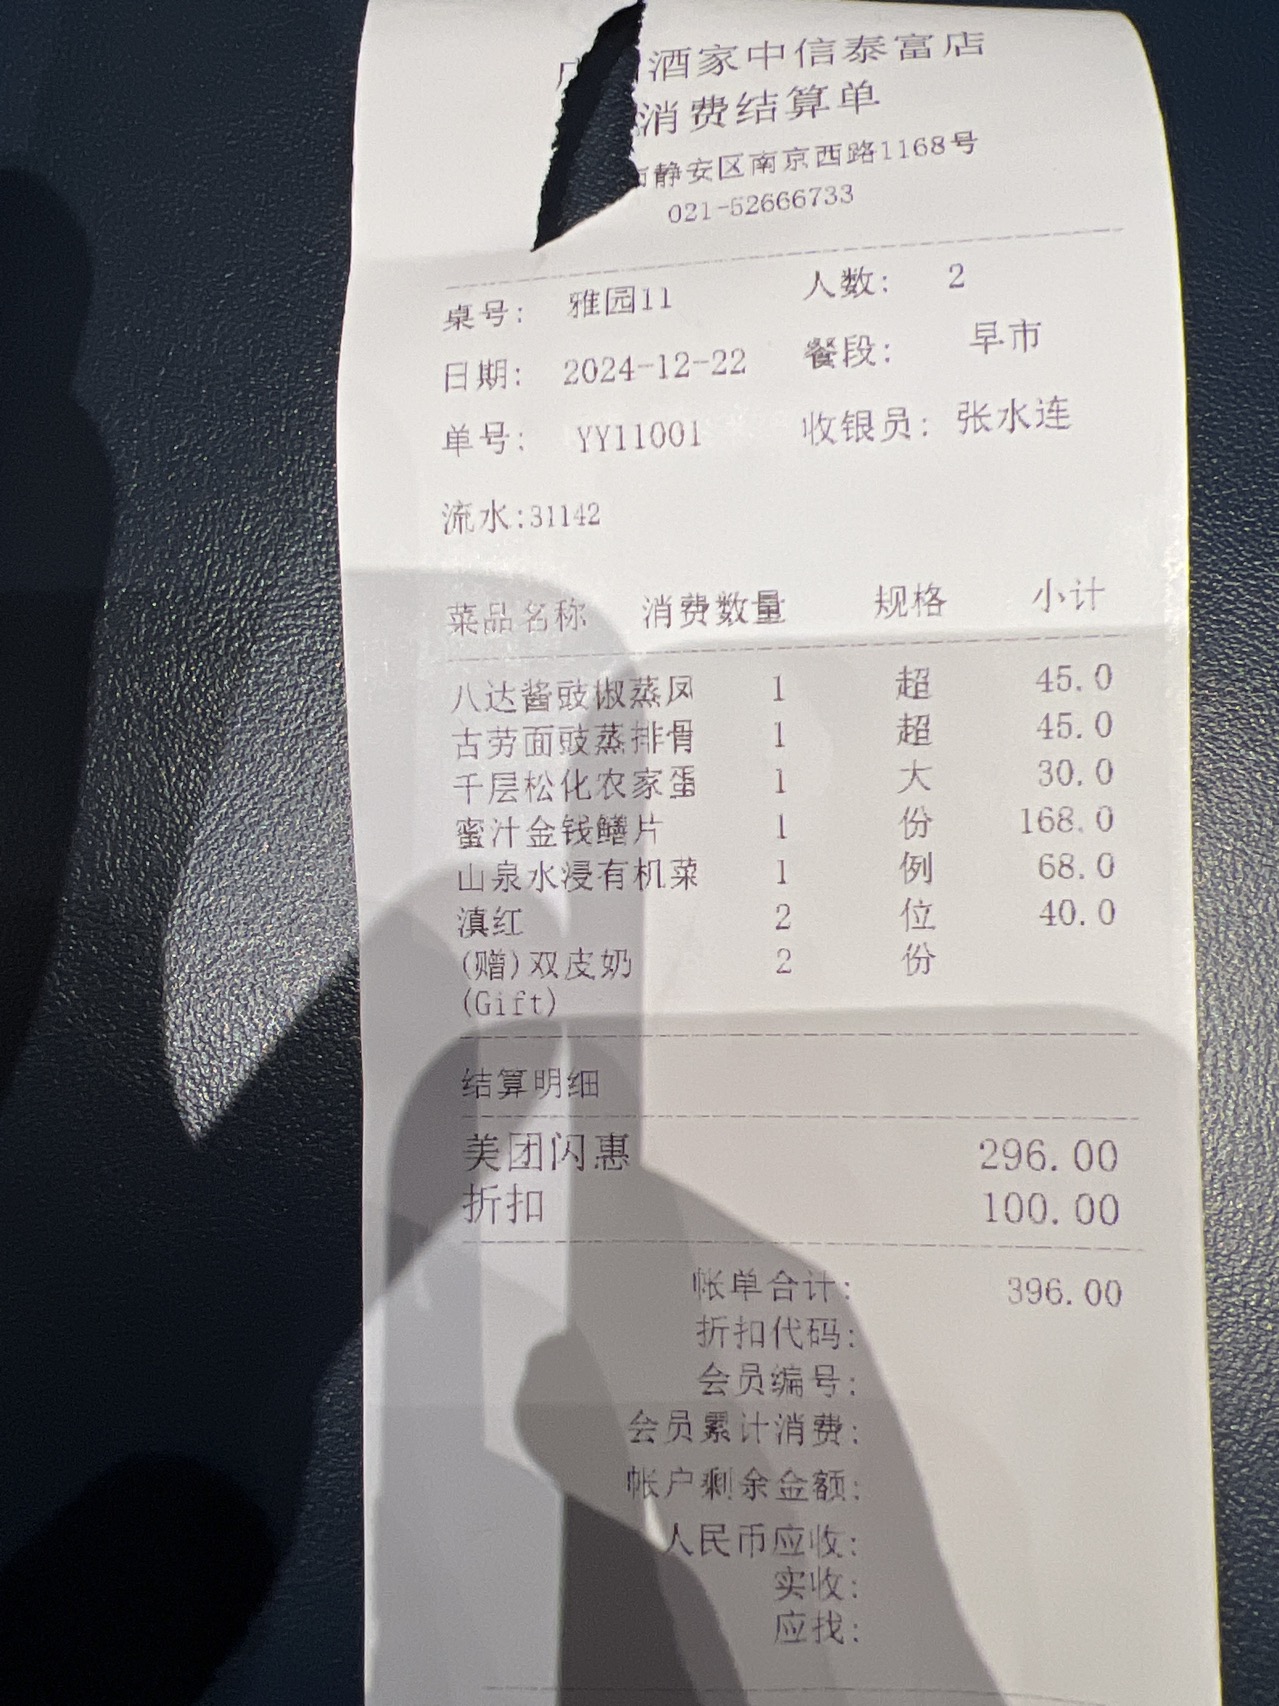 酒家中信泰富店
消费结算单
静安区南京西路1168号
021-52666733
桌号: 雅园11 人数: 2
日期: 2024-12-22 餐段: 早市
单号: YY11001 收银员: 张水连
流水:31142
菜品名称 消费数量 规格 小计
八达酱豉椒蒸凤 1 超 45.0
古劳面豉蒸排骨 1 超 45.0
千层松化农家蛋 1 大 30.0
蜜汁金钱鳝片 1 份 168.0
山泉水浸有机菜 1 例 68.0
滇红 2 位 40.0
(赠)双皮奶 2 份
(Gift)
结算明细
美团闪惠 296.00
折扣 100.00
帐单合计: 396.00
折扣代码:
会员编号:
会员累计消费:
帐户剩余金额:
人民币应收:
实收:
应找: